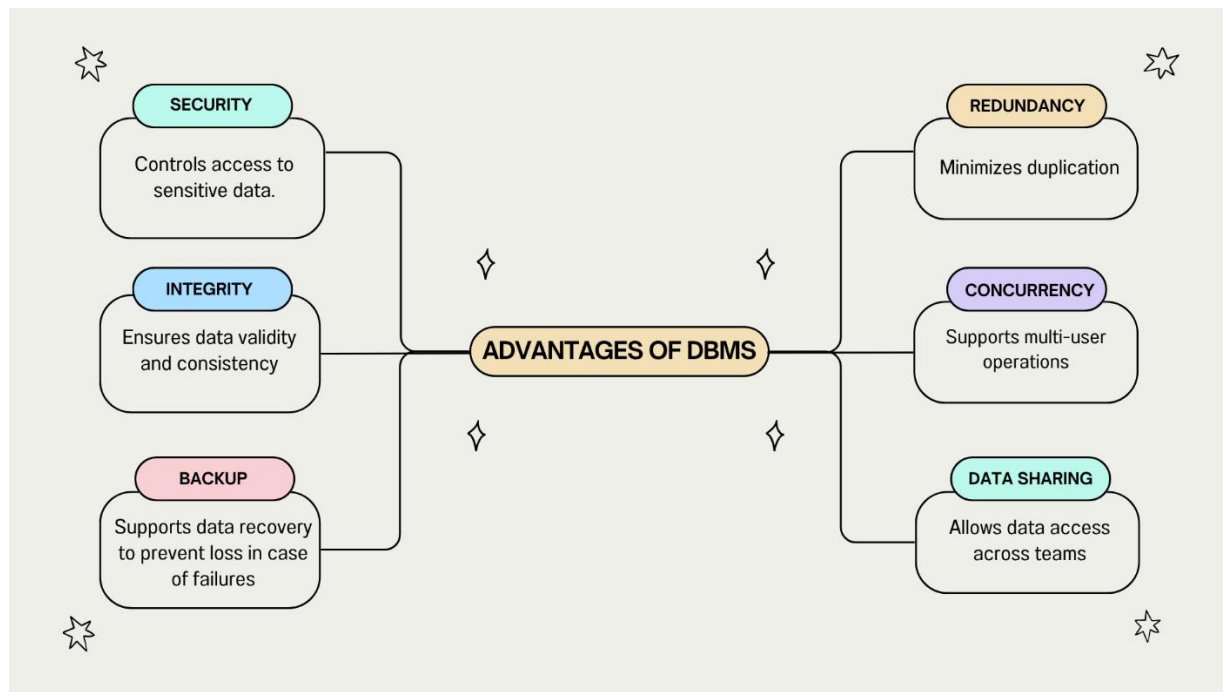 SECURITY
Controls access to
sensitive data.
INTEGRITY
Ensures data validity
and consistency
BACKUP
Supports data recovery
to prevent loss in case
of failures
ADVANTAGES OF DBMS
REDUNDANCY
Minimizes duplication
CONCURRENCY
Supports multi-user
operations
DATA SHARING
Allows data access
across teams